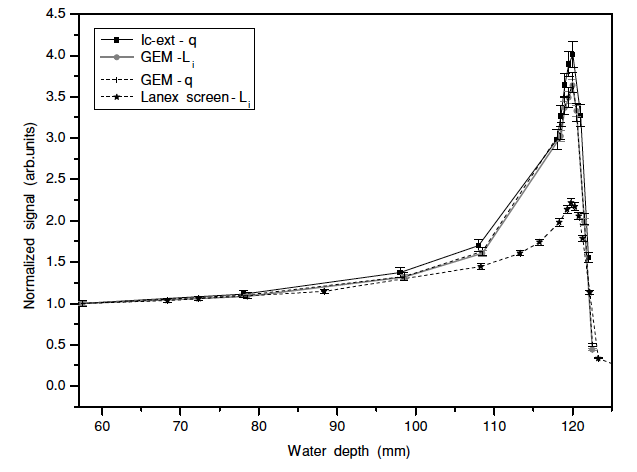 4.5
4.0
3.5
3.0
2.5
2.0
1.5
1.0
0.5
0.0
Normalized signal (arb.units)
Ic-ext - q
GEM -Li
GEM - q
Lanex screen - Li
60 70 80 90 100 110 120
Water depth (mm)